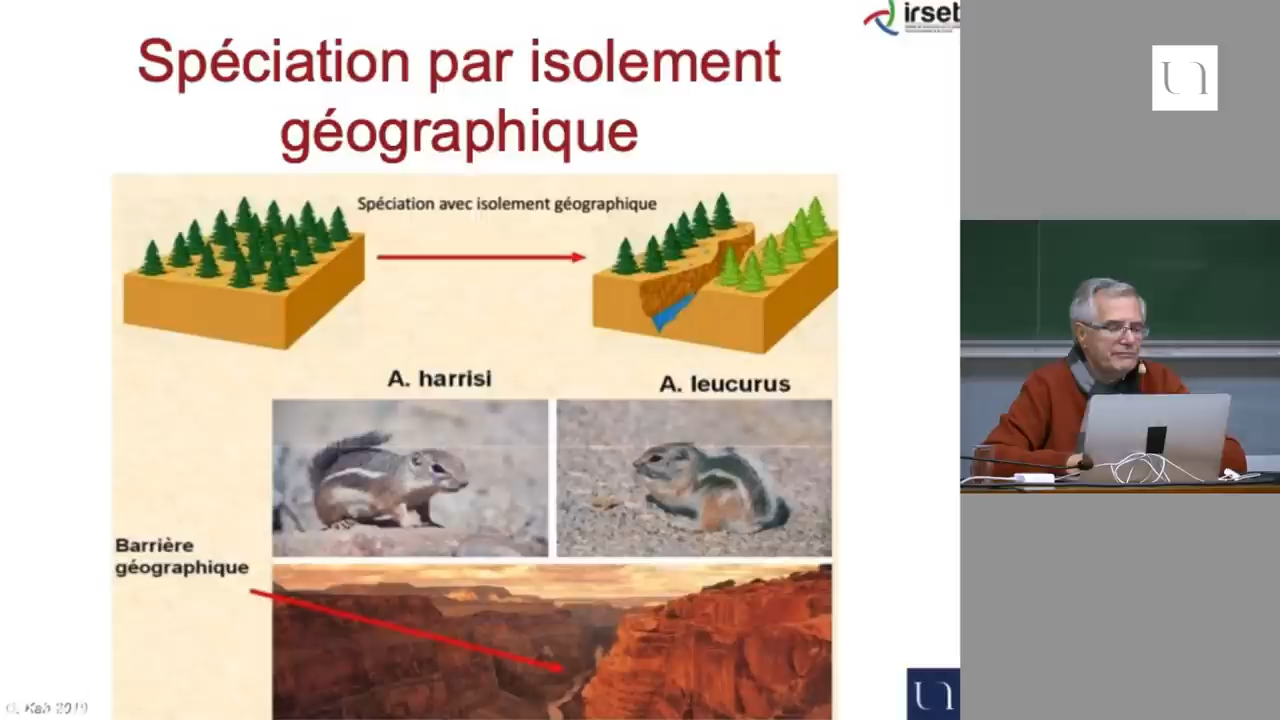 irset
Spéciation par isolement
géographique
Spéciation avec isolement géographique
A. harrisi
A. leucurus
Barrière
géographique